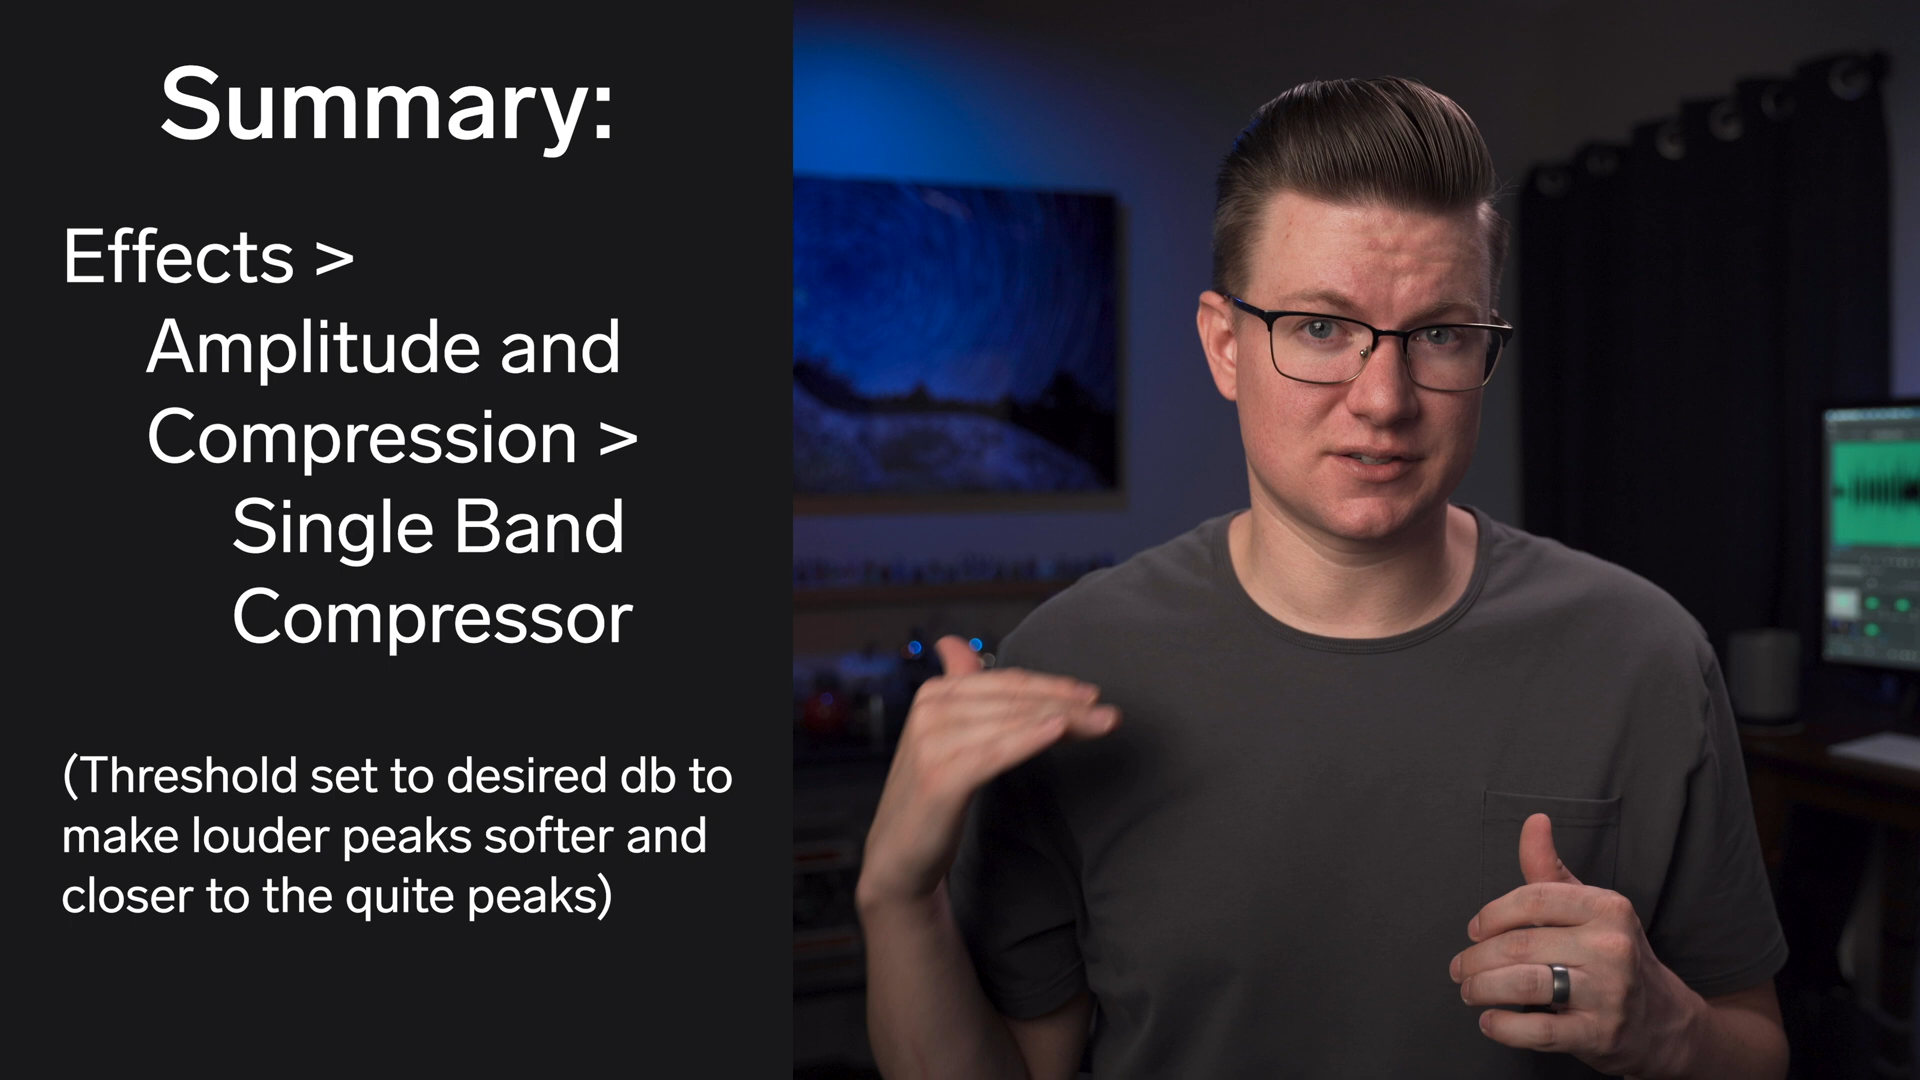 Summary:
Effects >
Amplitude and
Compression >
Single Band
Compressor
(Threshold set to desired db to
make louder peaks softer and
closer to the quite peaks)